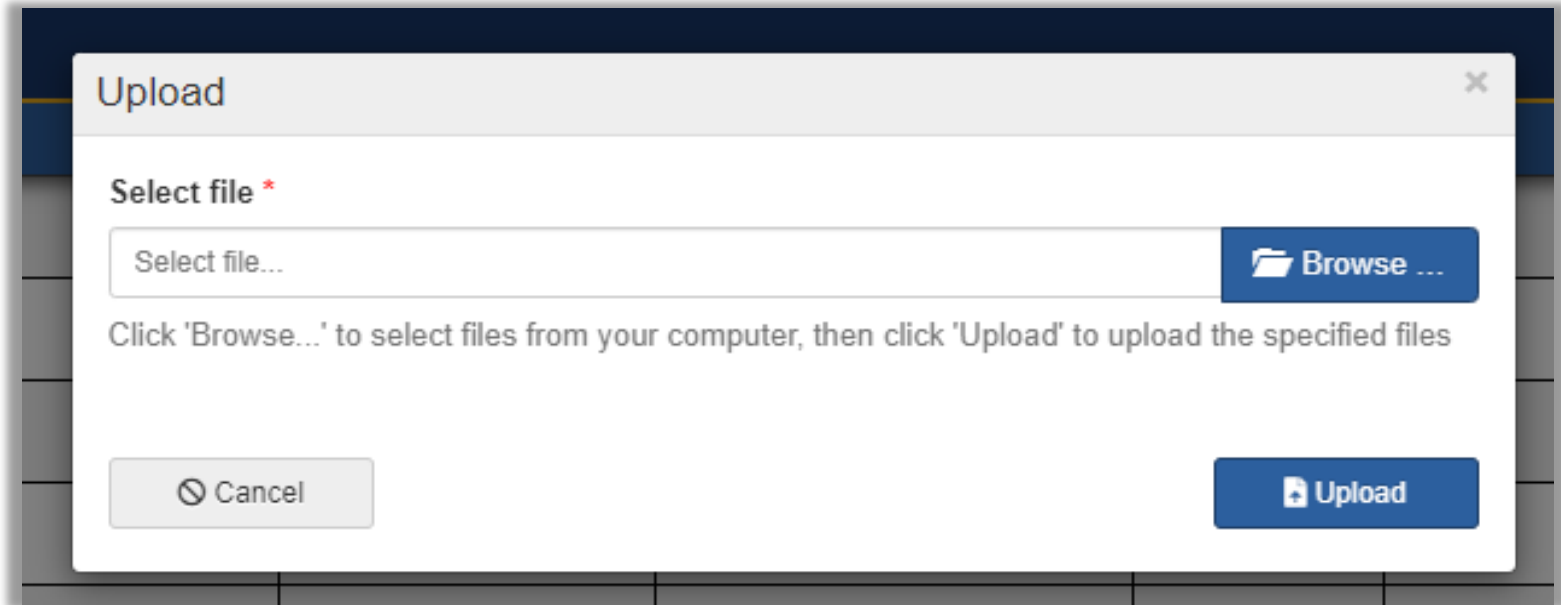 Upload
×
Select file *
Select file...
Browse ...
Click 'Browse...' to select files from your computer, then click 'Upload' to upload the specified files
Cancel
Upload